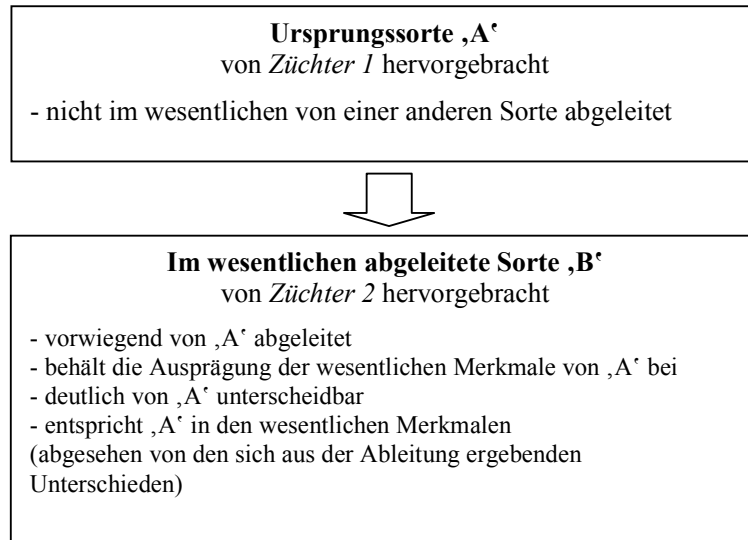 Ursprungssorte ‚A‛
von Züchter 1 hervorgebracht
- nicht im wesentlichen von einer anderen Sorte abgeleitet
Im wesentlichen abgeleitete Sorte ‚B‛
von Züchter 2 hervorgebracht
- vorwiegend von ‚A‛ abgeleitet
- behält die Ausprägung der wesentlichen Merkmale von ‚A‛ bei
- deutlich von ‚A‛ unterscheidbar
- entspricht ‚A‛ in den wesentlichen Merkmalen
(abgesehen von den sich aus der Ableitung ergebenden
Unterschieden)